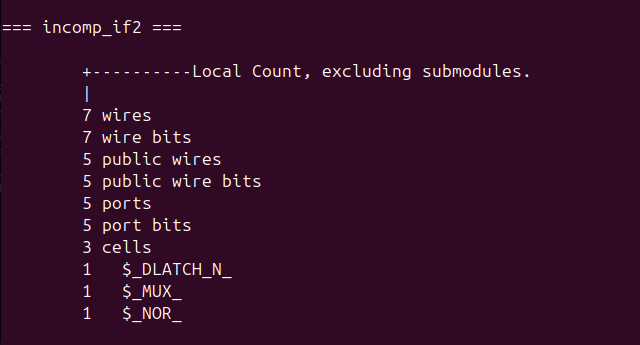 === incomp_if2 ===
+----------Local Count, excluding submodules.
|
7 wires
7 wire bits
5 public wires
5 public wire bits
5 ports
5 port bits
3 cells
1 $_DLATCH_N_
1 $_MUX_
1 $_NOR_